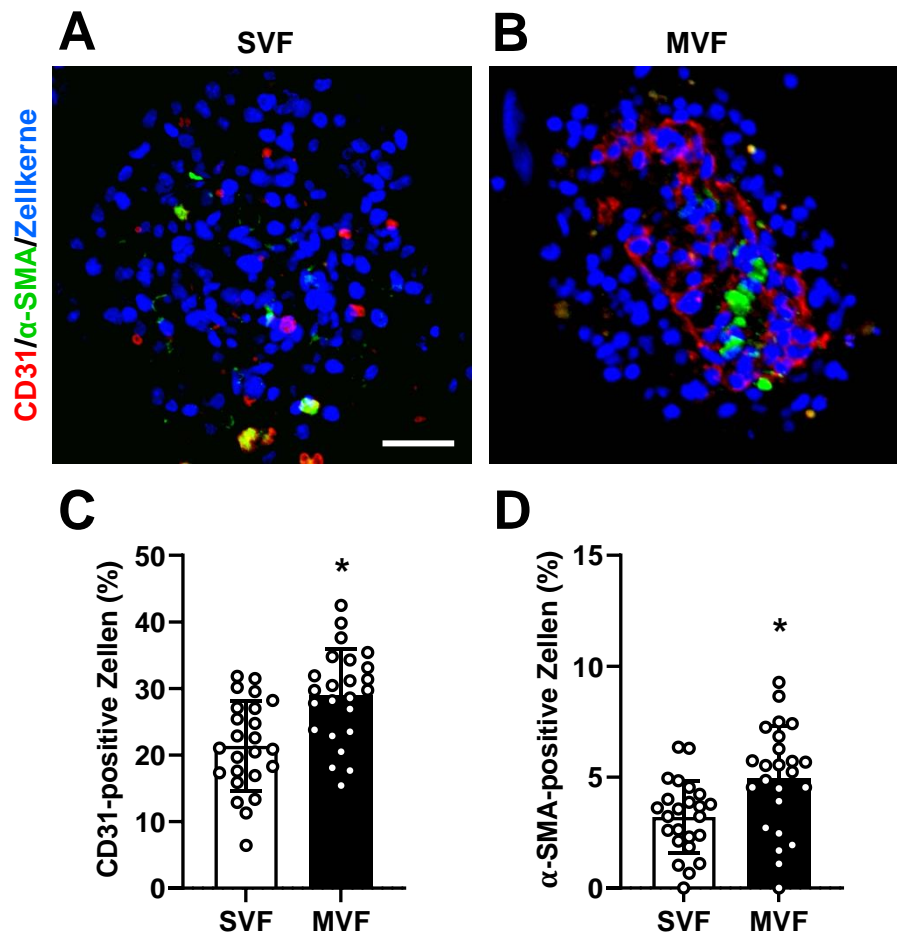 A
SVF
B
MVF
CD31/α-SMA/Zellkerne
C
CD31-positive Zellen (%)
50
40
30
20
10
0
*
SVF
MVF
D
α-SMA-positive Zellen (%)
15
10
5
0
*
SVF
MVF